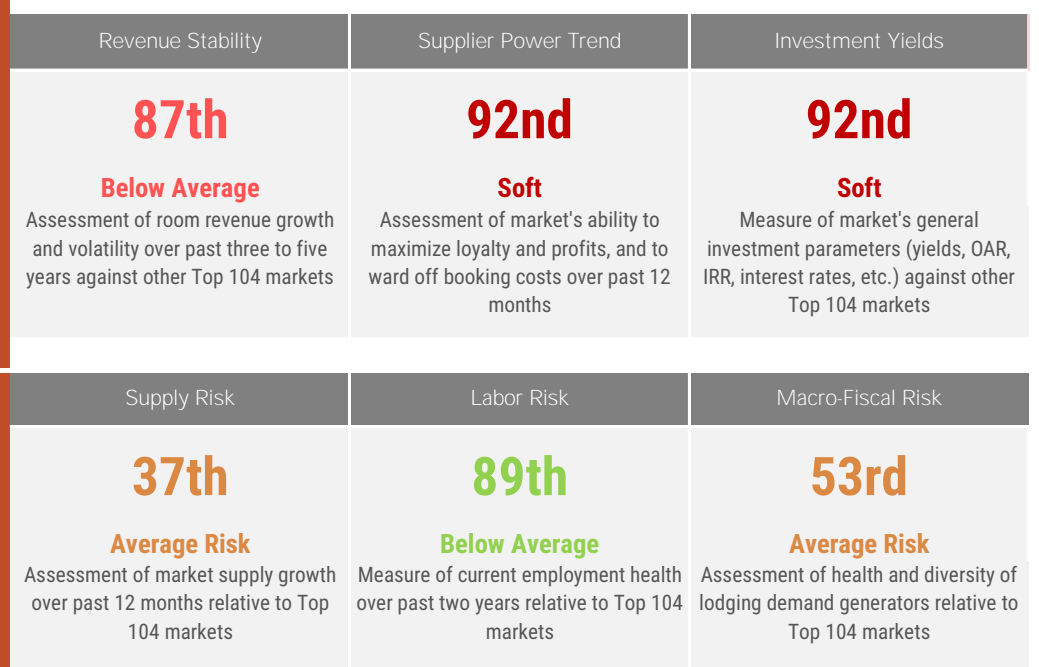 Revenue Stability
Supplier Power Trend
Investment Yields
87th
92nd
92nd
Below Average
Soft
Soft
Assessment of room revenue growth
and volatility over past three to five
years against other Top 104 markets
Assessment of market's ability to
maximize loyalty and profits, and to
ward off booking costs over past 12
months
Measure of market's general
investment parameters (yields, OAR,
IRR, interest rates, etc.) against other
Top 104 markets
Supply Risk
Labor Risk
Macro-Fiscal Risk
37th
89th
53rd
Average Risk
Below Average
Average Risk
Assessment of market supply growth
over past 12 months relative to Top
104 markets
Measure of current employment health
over past two years relative to Top 104
markets
Assessment of health and diversity of
lodging demand generators relative to
Top 104 markets